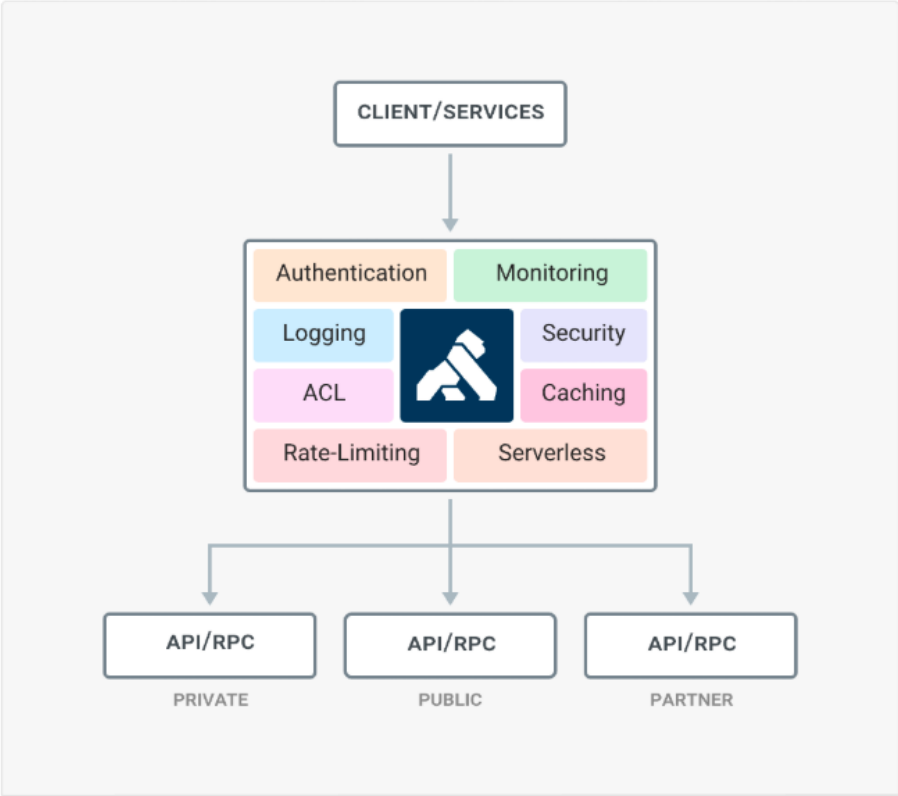 CLIENT/SERVICES
Authentication
Monitoring
Logging
Security
ACL
Caching
Rate-Limiting
Serverless
API/RPC
API/RPC
API/RPC
PRIVATE
PUBLIC
PARTNER